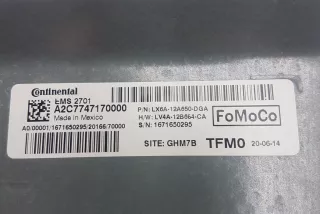 Continental
EMS 2701
A2C7747170000
Made in Mexico
A0/00001/1671650295:20166:70000
P/N: LX6A-12A650-DGA
H/W: LV4A-12B664-CA
S/N: 1671650295
FoMoCo
SITE: GHM7B
TFM0
20-06-14